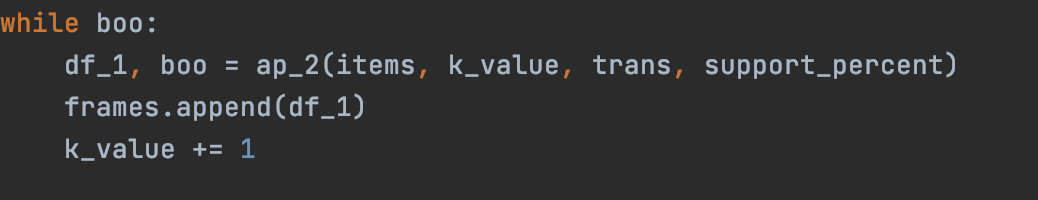 while boo:
    df_1, boo = ap_2(items, k_value, trans, support_percent)
    frames.append(df_1)
    k_value += 1